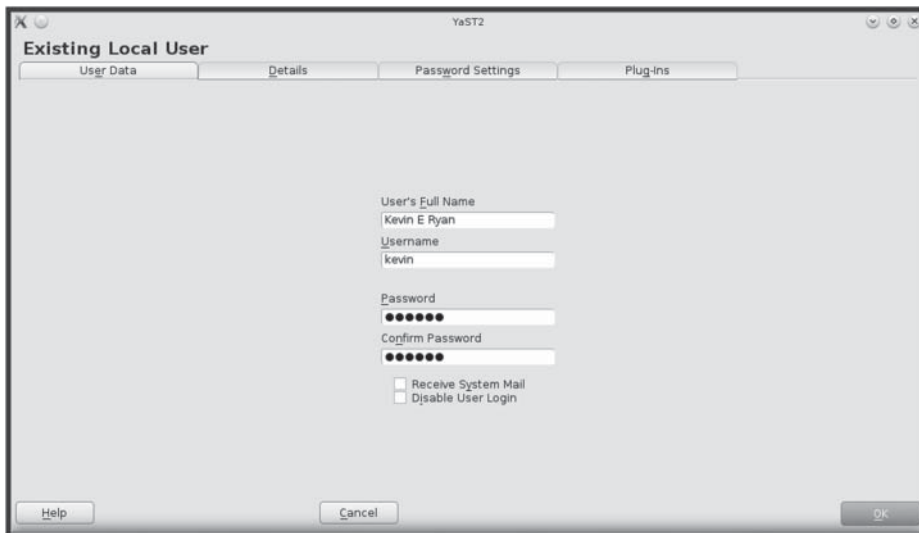 YaST2
Existing Local User
User Data Details Password Settings Plug-Ins
User's Full Name
Kevin E Ryan
Username
kevin
Password
●●●●●●
Confirm Password
●●●●●●
Receive System Mail
Disable User Login
Help Cancel OK